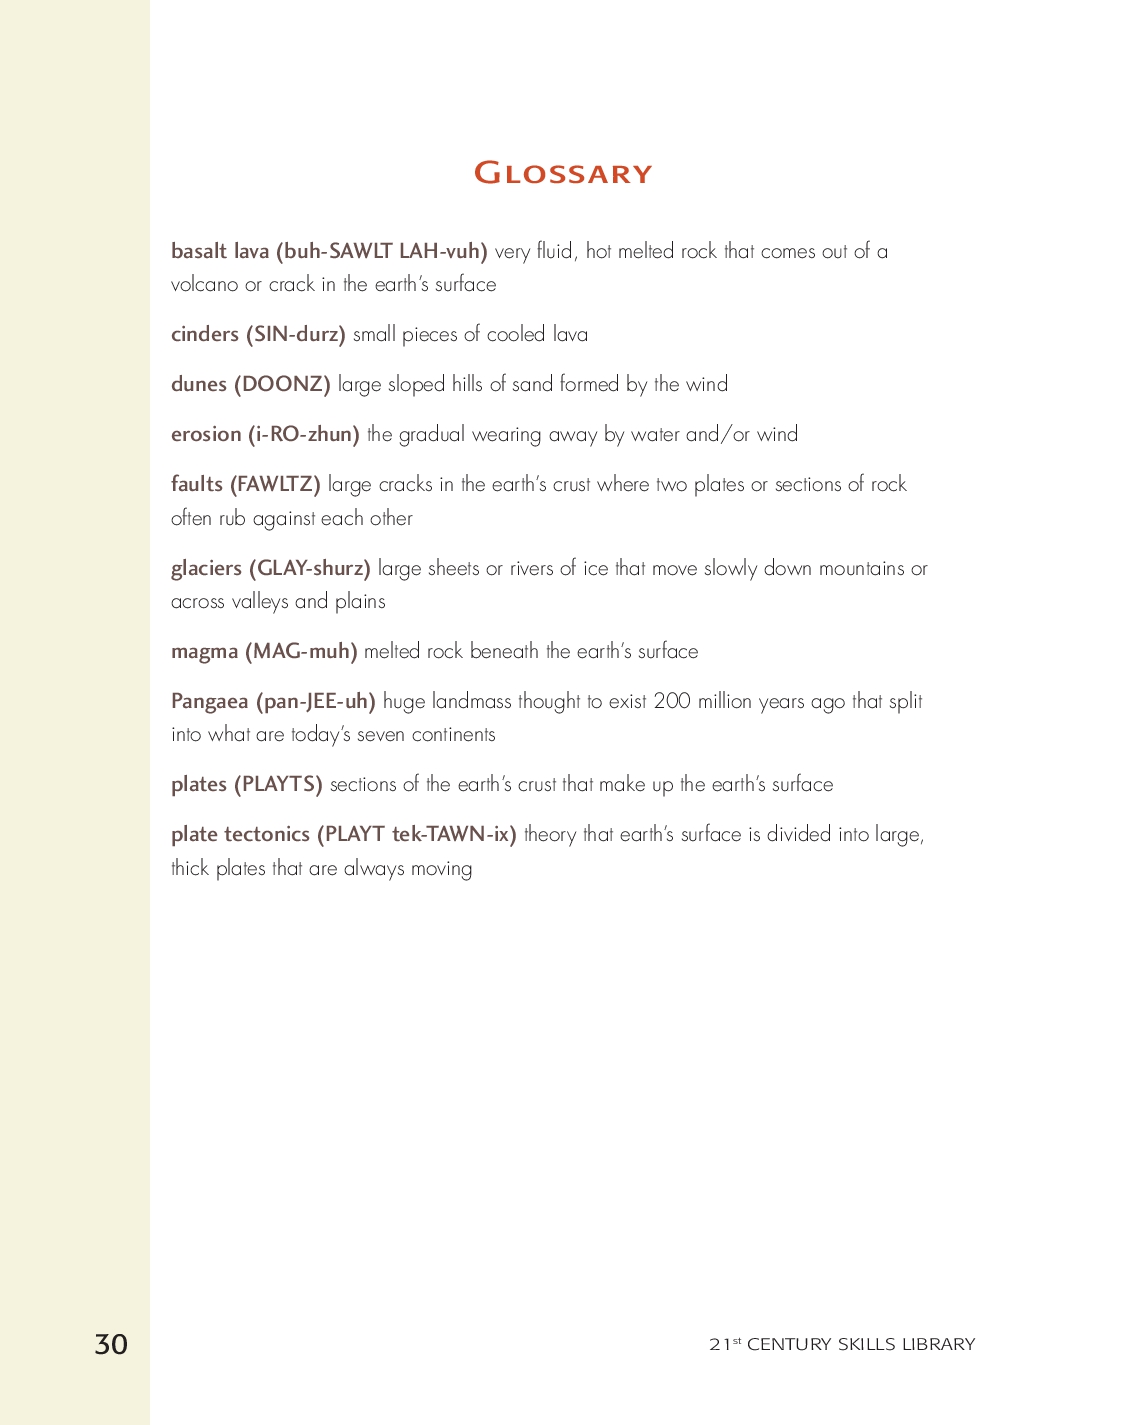 GLOSSARY
basalt lava (buh-SAWLT LAH-vuh) very fluid, hot melted rock that comes out of a
volcano or crack in the earth’s surface
cinders (SIN-durz) small pieces of cooled lava
dunes (DOONZ) large sloped hills of sand formed by the wind
erosion (i-RO-zhun) the gradual wearing away by water and/or wind
faults (FAWLTZ) large cracks in the earth’s crust where two plates or sections of rock
often rub against each other
glaciers (GLAY-shurz) large sheets or rivers of ice that move slowly down mountains or
across valleys and plains
magma (MAG-muh) melted rock beneath the earth’s surface
Pangaea (pan-JEE-uh) huge landmass thought to exist 200 million years ago that split
into what are today’s seven continents
plates (PLAYTS) sections of the earth’s crust that make up the earth’s surface
plate tectonics (PLAYT tek-TAWN-ix) theory that earth’s surface is divided into large,
thick plates that are always moving
30
21st CENTURY SKILLS LIBRARY